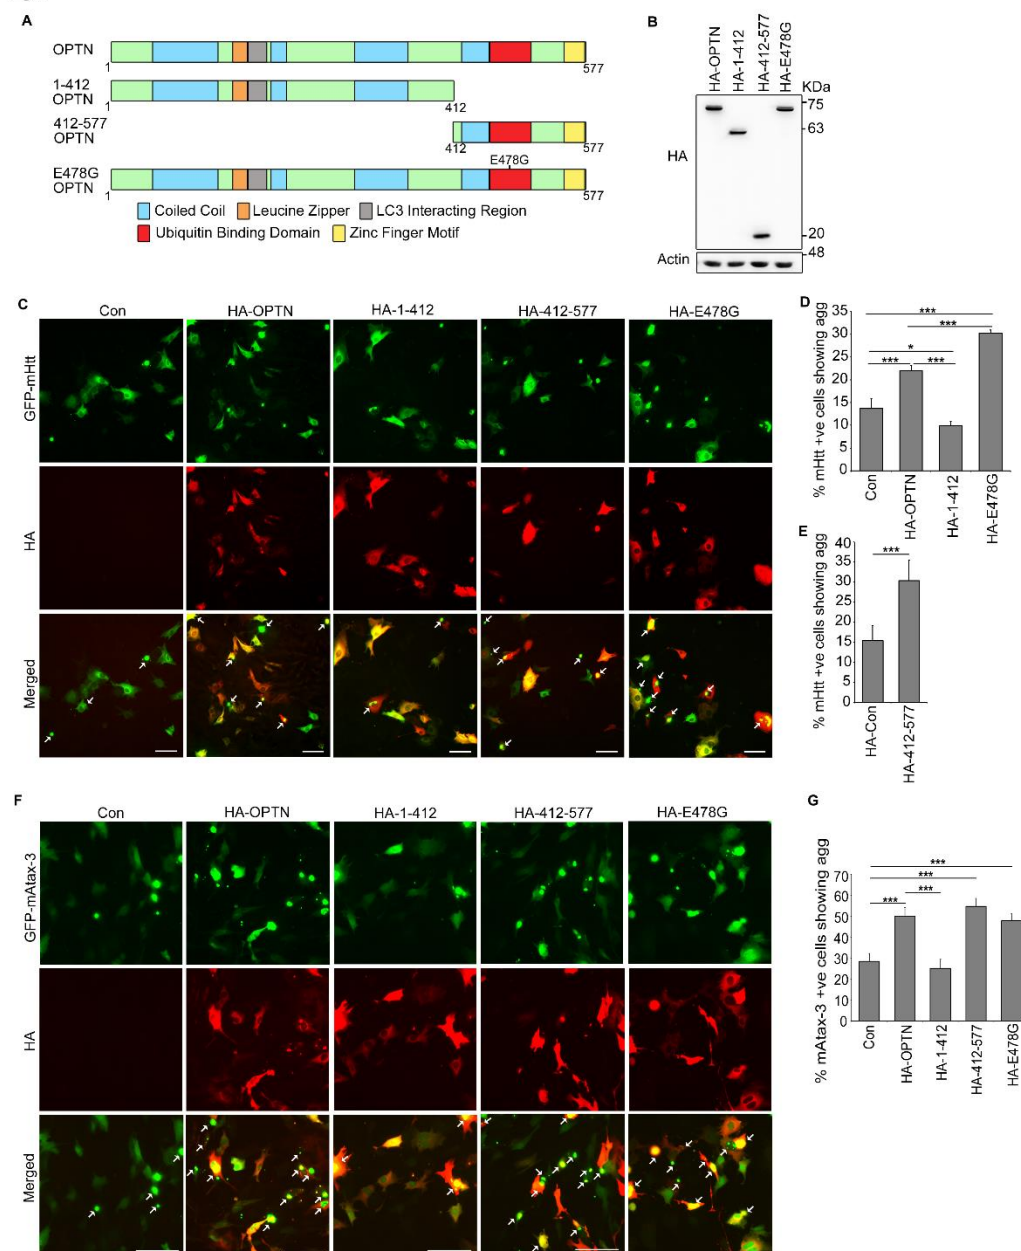 A
OPTN
1
577
1-412
OPTN
1
412
412-577
OPTN
412
577
E478G
E478G
OPTN
1
577
Coiled Coil
Leucine Zipper
LC3 Interacting Region
Ubiquitin Binding Domain
Zinc Finger Motif
B
HA-OPTN
HA-1-412
HA-412-577
HA-E478G
KDa
75
63
HA
20
48
Actin
C
Con
HA-OPTN
HA-1-412
HA-412-577
HA-E478G
GFP-mHtt
HA
Merged
D
% mHtt +ve cells showing agg
35
30
25
20
15
10
5
0
***
***
*
*** ***
Con
HA-OPTN
HA-1-412
HA-E478G
E
% mHtt +ve cells showing agg
40
35
30
25
20
15
10
5
0
***
HA-Con
HA-412-577
F
Con
HA-OPTN
HA-1-412
HA-412-577
HA-E478G
GFP-mAtax-3
HA
Merged
G
% mAtax-3 +ve cells showing agg
70
60
50
40
30
20
10
0
***
***
*** ***
Con
HA-OPTN
HA-1-412
HA-412-577
HA-E478G